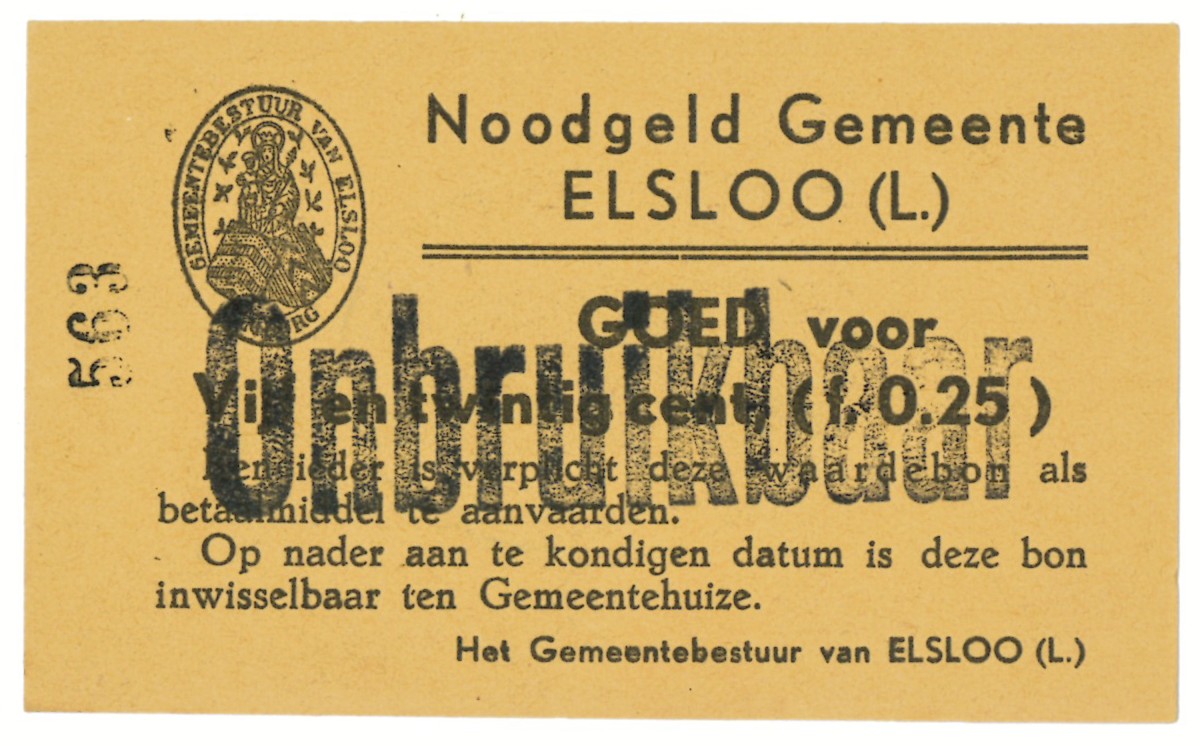 GEMEENTEBESTUUR VAN ELSLOO
Noodgeld Gemeente
ELSLOO (L.)
563
GOED voor
Vijf en twintig cent, (f. 0.25)
Onbruikbaar
Een ieder is verplicht deze waardebon als
betaalmiddel te aanvaarden.
Op nader aan te kondigen datum is deze bon
inwisselbaar ten Gemeentehuize.
Het Gemeentebestuur van ELSLOO (L.)